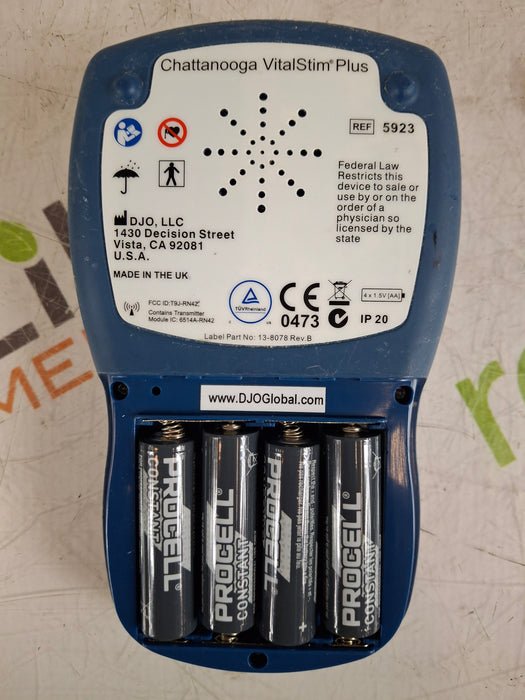 Chattanooga VitalStim® Plus
REF 5923
Federal Law
Restricts this
device to sale or
use by or on the
order of a
physician so
licensed by the
state
DJO, LLC
1430 Decision Street
Vista, CA 92081
U.S.A.
MADE IN THE UK
FCC ID:T9J-RN42
Contains Transmitter
Module IC: 6514A-RN42
TÜVRheinland
CE
0473
4 x 1.5V [AA]
IP 20
Label Part No: 13-8078 Rev.B
www.DJOGlobal.com
PROCELL®
CONSTANT
PROCELL®
CONSTANT
PROCELL
PROCELL®
CONSTANT